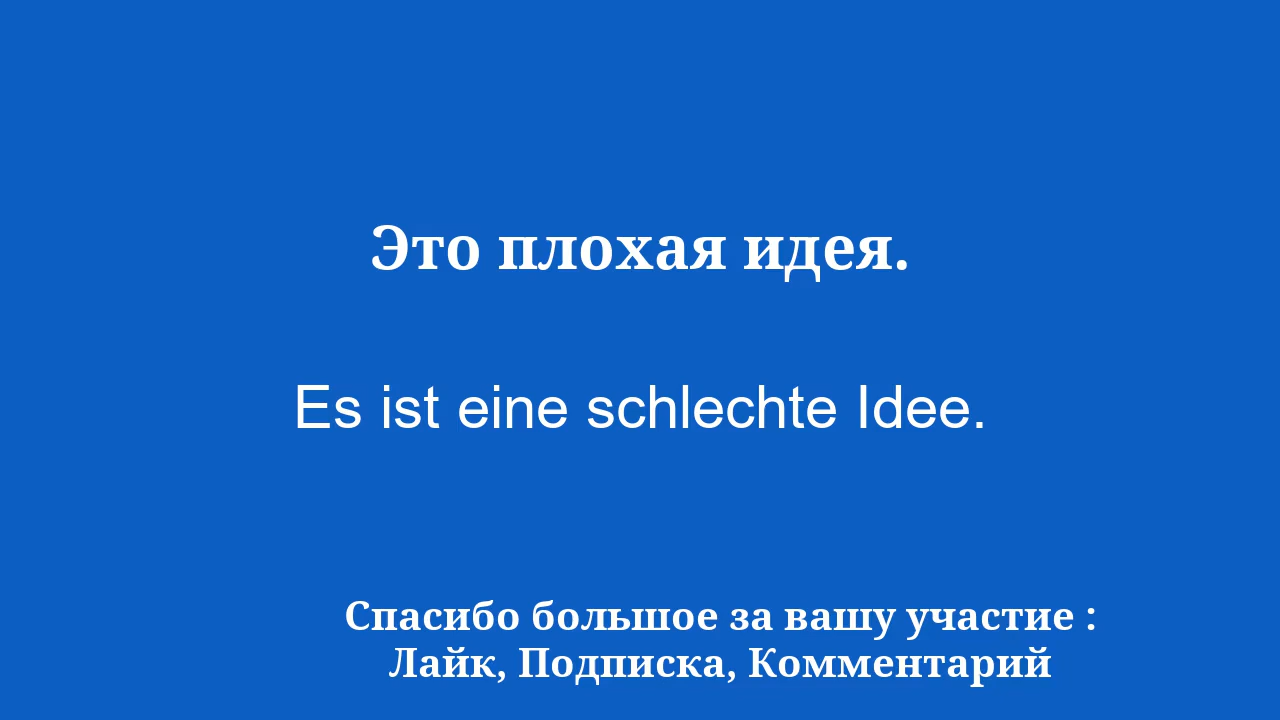 Это плохая идея.
Es ist eine schlechte Idee.
Спасибо большое за вашу участие :
Лайк, Подписка, Комментарий